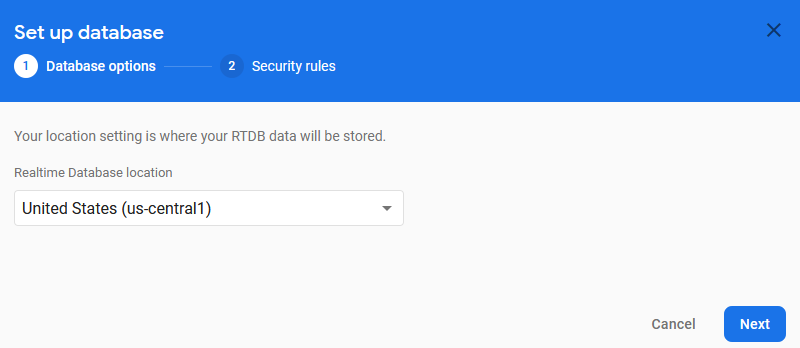 Set up database
1 Database options 2 Security rules
Your location setting is where your RTDB data will be stored.
Realtime Database location
United States (us-central1)
Cancel Next